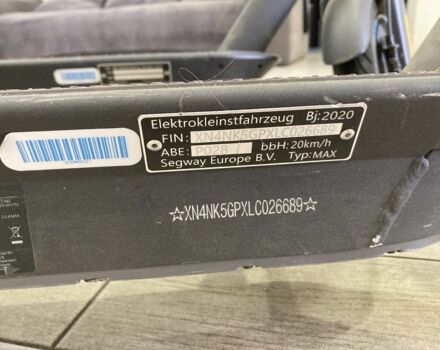 Elektrokleinstfahrzeug Bj:2020
FIN: XN4NK5GPXLC026689
ABE: P028 bbH: 20km/h
Segway Europe B.V. Typ: MAX
☆XN4NK5GPXLC026689☆